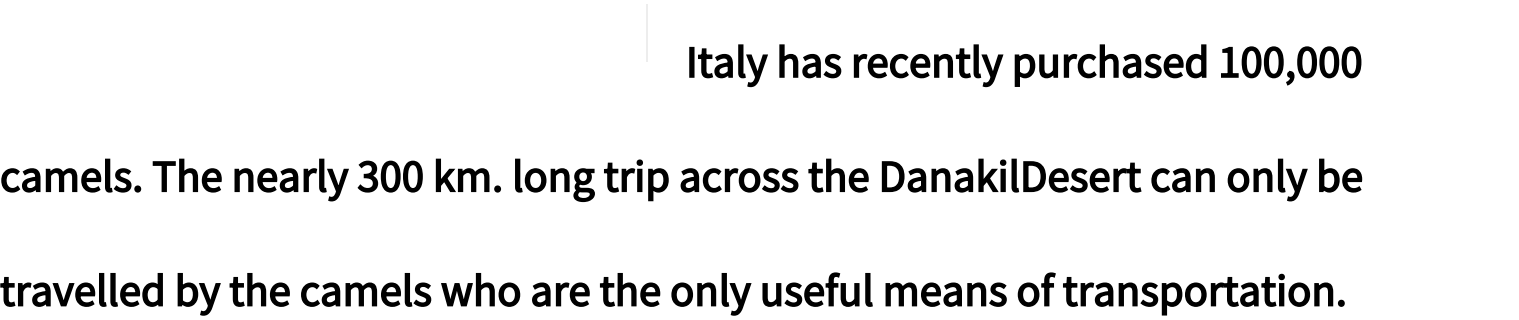 Italy has recently purchased 100,000
camels. The nearly 300 km. long trip across the DanakilDesert can only be
travelled by the camels who are the only useful means of transportation.